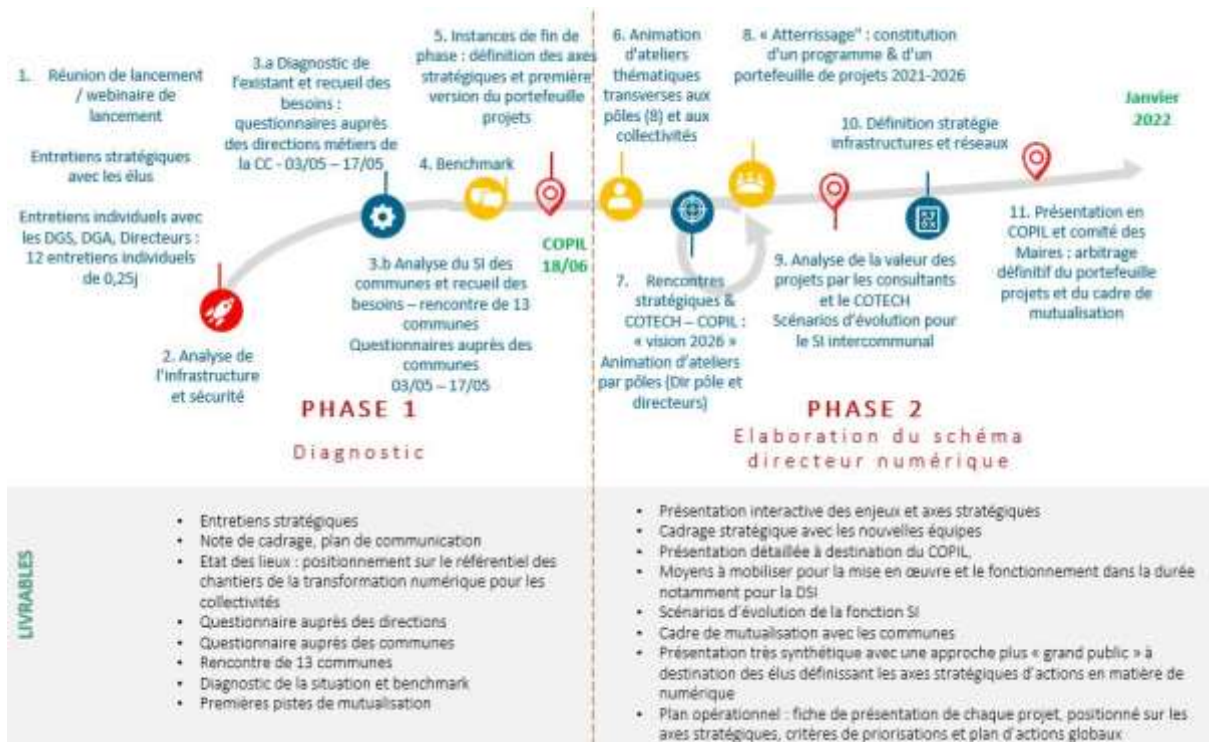 1. Réunion de lancement
/ webinaire de
lancement
Entretiens stratégiques
avec les élus
Entretiens individuels avec
les DGS, DGA, Directeurs :
12 entretiens individuels
de 0,25j
2. Analyse de
l'infrastructure
et sécurité
3.a Diagnostic de
l'existant et recueil des
besoins :
questionnaires auprès
des directions métiers de
la CC - 03/05 – 17/05
3.b Analyse du SI des
communes et recueil des
besoins – rencontre de 13
communes
Questionnaires auprès des
communes
03/05 – 17/05
4. Benchmark
5. Instances de fin de
phase : définition des axes
stratégiques et première
version du portefeuille
projets
COPIL
18/06
PHASE 1
Diagnostic
6. Animation
d'ateliers
thématiques
transverses aux
pôles (8) et aux
collectivités
7. Rencontres
stratégiques &
COTECH – COPIL :
« vision 2026 »
Animation d'ateliers
par pôles (Dir pôle et
directeurs)
8. « Atterrissage" : constitution
d'un programme & d'un
portefeuille de projets 2021-2026
9. Analyse de la valeur des
projets par les consultants
et le COTECH
Scénarios d'évolution pour
le SI intercommunal
10. Définition stratégie
infrastructures et réseaux
11. Présentation en
COPIL et comité des
Maires : arbitrage
définitif du portefeuille
projets et du cadre de
mutualisation
Janvier
2022
PHASE 2
Elaboration du schéma
directeur numérique
LIVRABLES
• Entretiens stratégiques
• Note de cadrage, plan de communication
• Etat des lieux : positionnement sur le référentiel des
chantiers de la transformation numérique pour les
collectivités
• Questionnaire auprès des directions
• Questionnaire auprès des communes
• Rencontre de 13 communes
• Diagnostic de la situation et benchmark
• Premières pistes de mutualisation
• Présentation interactive des enjeux et axes stratégiques
• Cadrage stratégique avec les nouvelles équipes
• Présentation détaillée à destination du COPIL,
• Moyens à mobiliser pour la mise en œuvre et le fonctionnement dans la durée
notamment pour la DSI
• Scénarios d'évolution de la fonction SI
• Cadre de mutualisation avec les communes
• Présentation très synthétique avec une approche plus « grand public » à
destination des élus définissant les axes stratégiques d'actions en matière de
numérique
• Plan opérationnel : fiche de présentation de chaque projet, positionné sur les
axes stratégiques, critères de priorisations et plan d'actions globaux